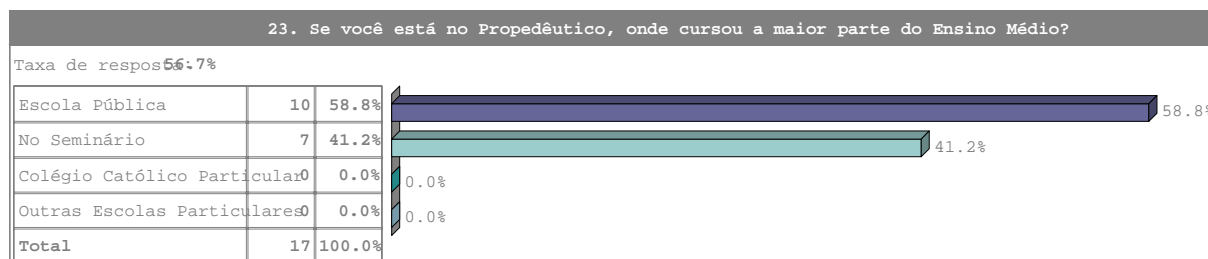 23. Se você está no Propedêutico, onde cursou a maior parte do Ensino Médio?
Taxa de resposta: 56.7%
Escola Pública 10 58.8% 58.8%
No Seminário 7 41.2% 41.2%
Colégio Católico Particular 0 0.0% 0.0%
Outras Escolas Particulares 0 0.0% 0.0%
Total 17 100.0%